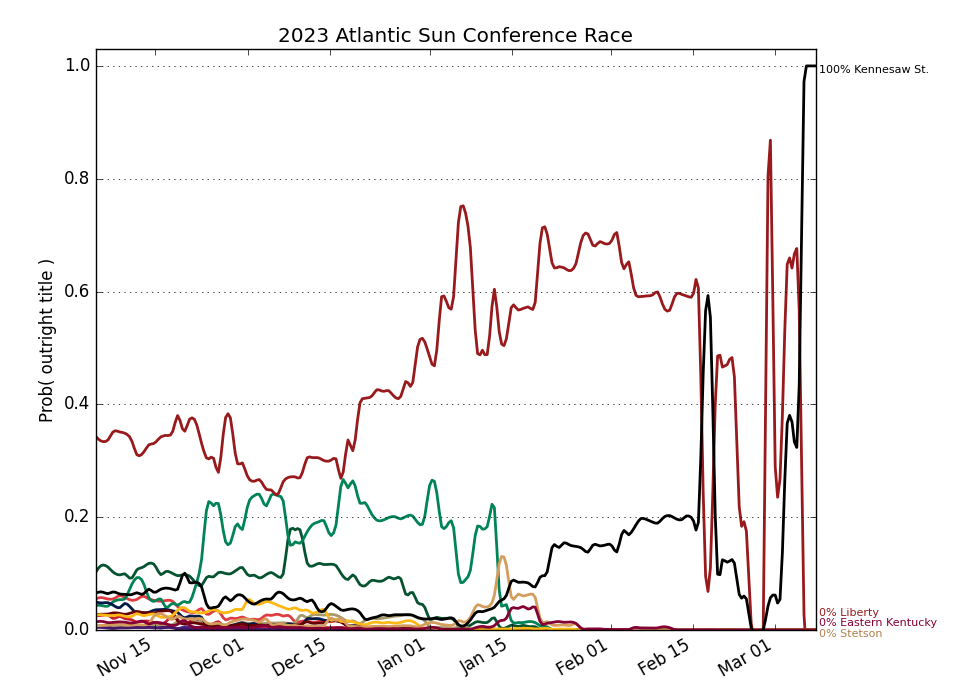 2023 Atlantic Sun Conference Race
Prob( outright title )
1.0
0.8
0.6
0.4
0.2
0.0
Nov 15
Dec 01
Dec 15
Jan 01
Jan 15
Feb 01
Feb 15
Mar 01
100% Kennesaw St.
0% Liberty
0% Eastern Kentucky
0% Stetson